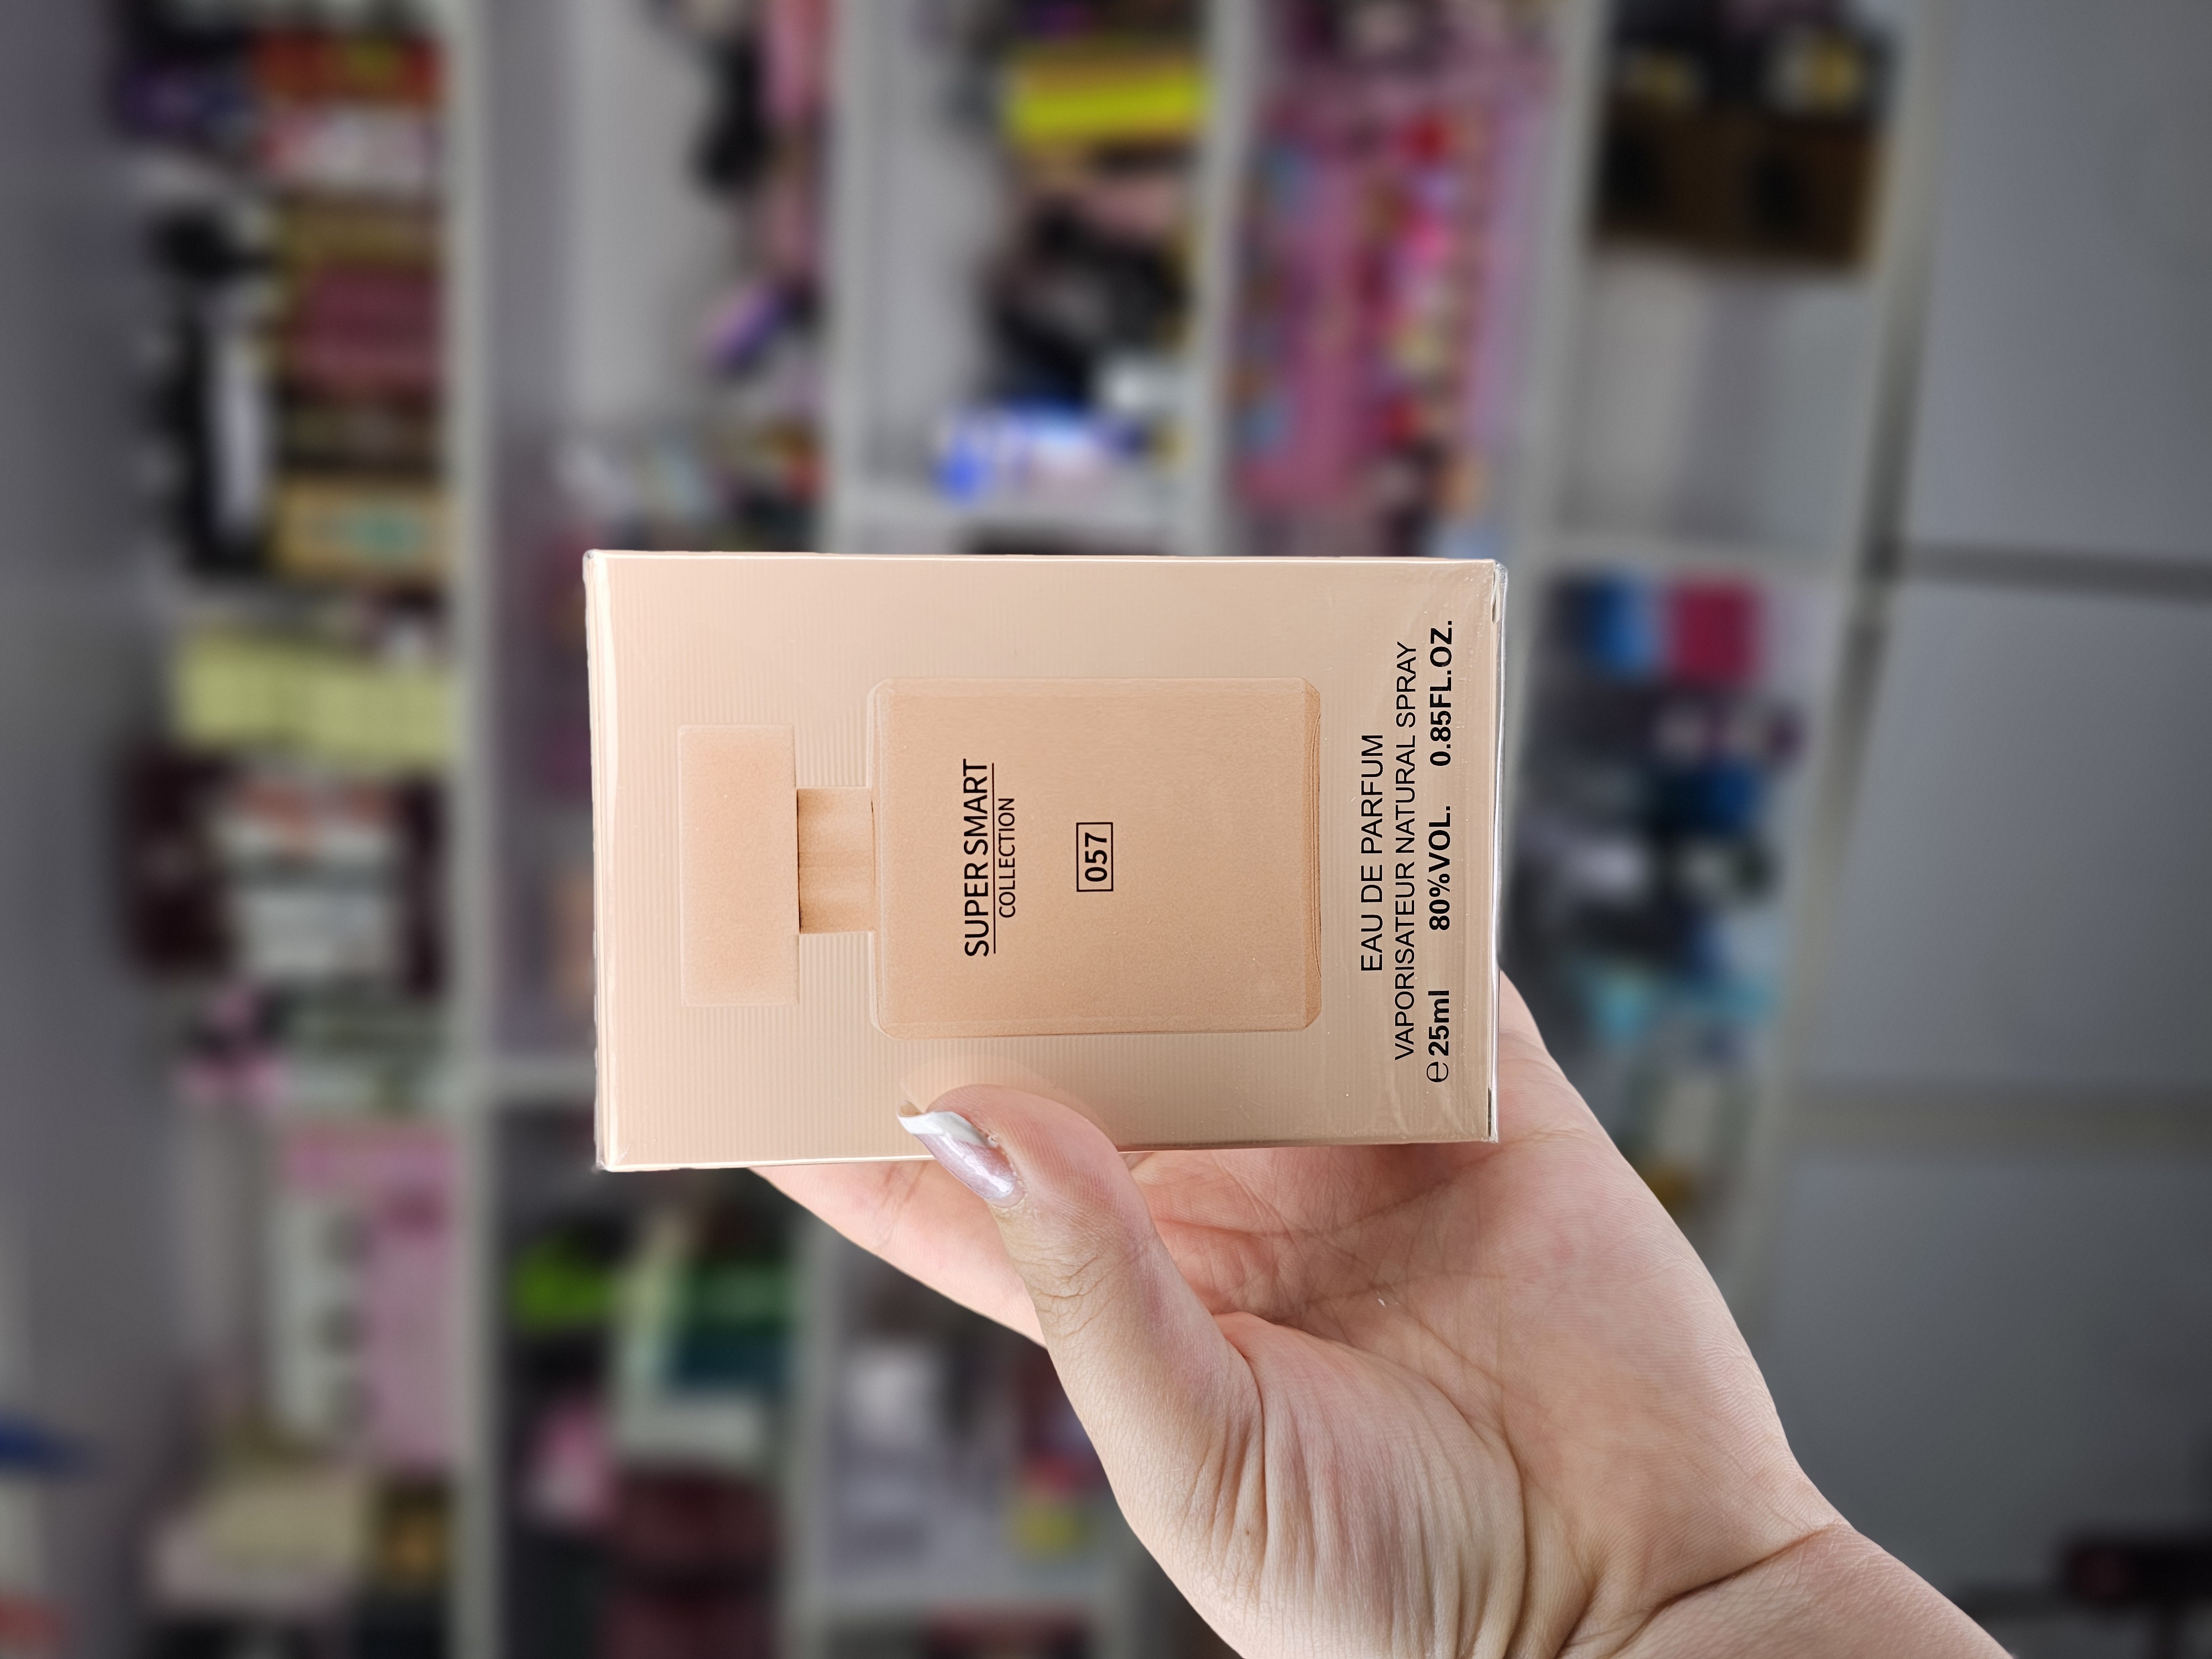 SUPER SMART
COLLECTION
057
EAU DE PARFUM
VAPORISATEUR NATURAL SPRAY
℮25ml 80%VOL. 0.85FL.OZ.